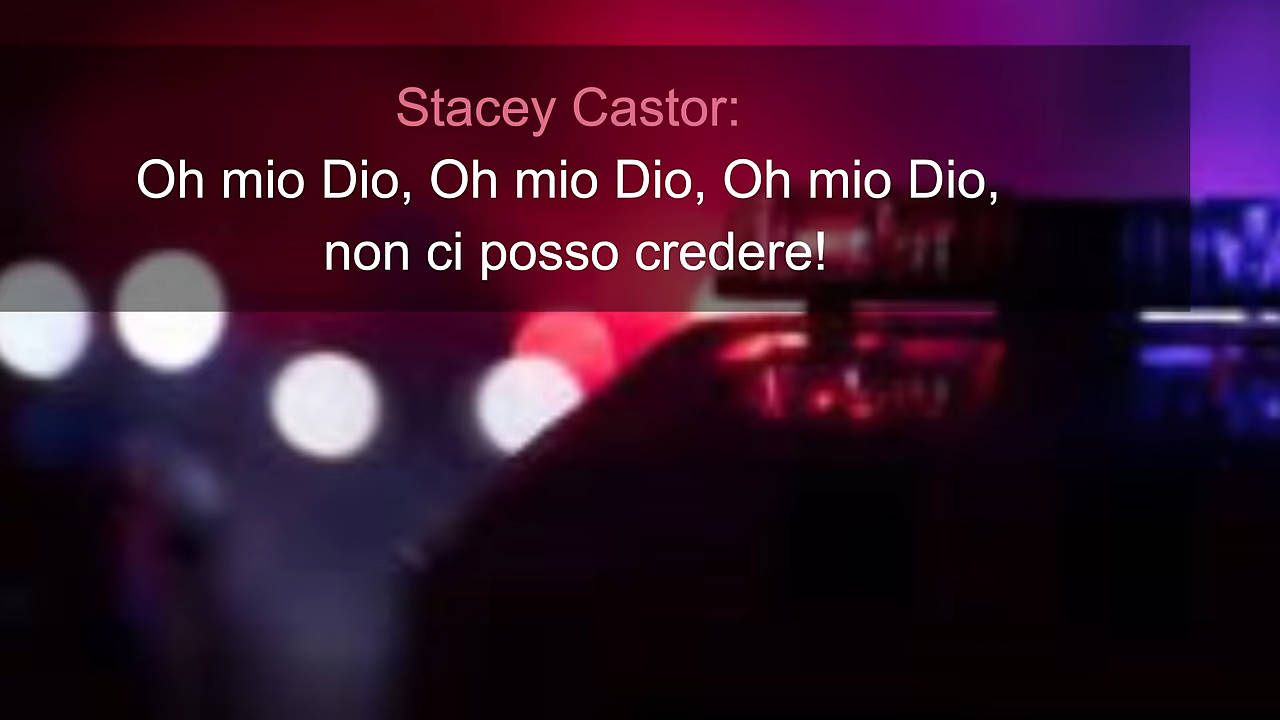 Stacey Castor:
Oh mio Dio, Oh mio Dio, Oh mio Dio,
non ci posso credere!